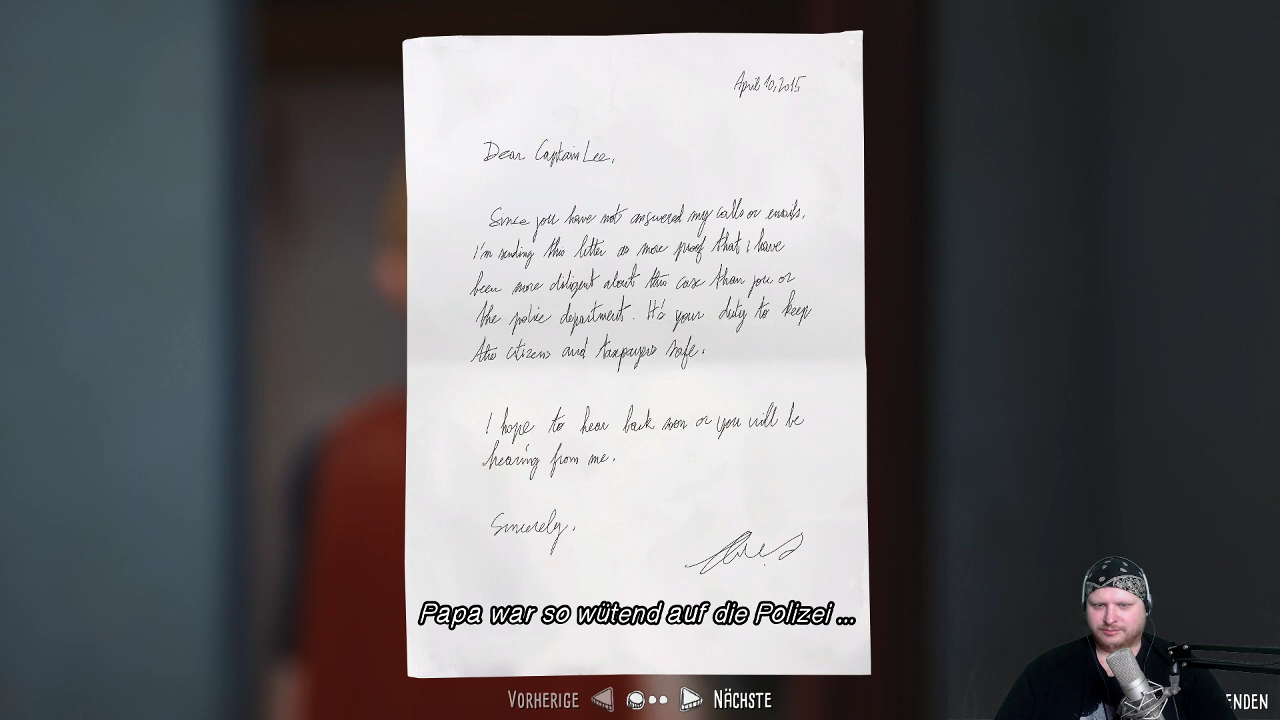 April 10, 2015
Dear Captain Lee,
Since you have not answered my calls or emails,
I'm sending this letter as more proof that I have
been more diligent about this case than you or
the police department. It's your duty to keep
the citizens and taxpayers safe.
I hope to hear back soon or you will be
hearing from me.
Sincerely,
Papa war so wütend auf die Polizei ...
VORHERIGE NÄCHSTE
ENDEN